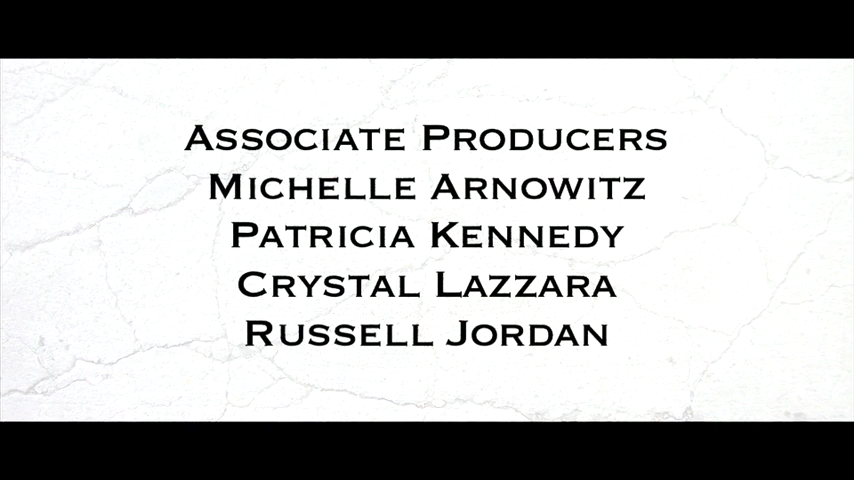 Associate Producers
Michelle Arnowitz
Patricia Kennedy
Crystal Lazzara
Russell Jordan